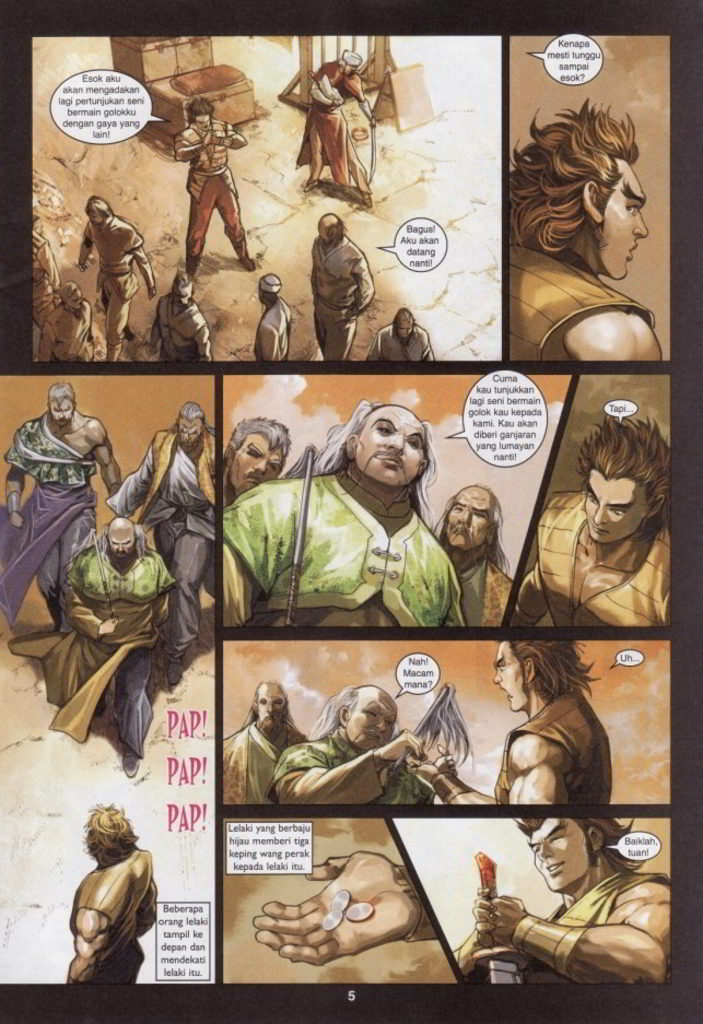 Esok aku
akan mengadakan
lagi pertunjukan seni
bermain golokku
dengan gaya yang
lain!
Bagus!
Aku akan
datang
nanti!
Kenapa
mesti tunggu
sampai
esok?
PAP!
PAP!
PAP!
Beberapa
orang lelaki
tampil ke
depan dan
mendekati
lelaki itu.
Cuma
kau tunjukkan
lagi seni bermain
golok kau kepada
kami. Kau akan
diberi ganjaran
yang lumayan
nanti!
Tapi...
Nah!
Macam
mana?
Uh...
Lelaki yang berbaju
hijau memberi tiga
keping wang perak
kepada lelaki itu.
Baiklah,
tuan!
5